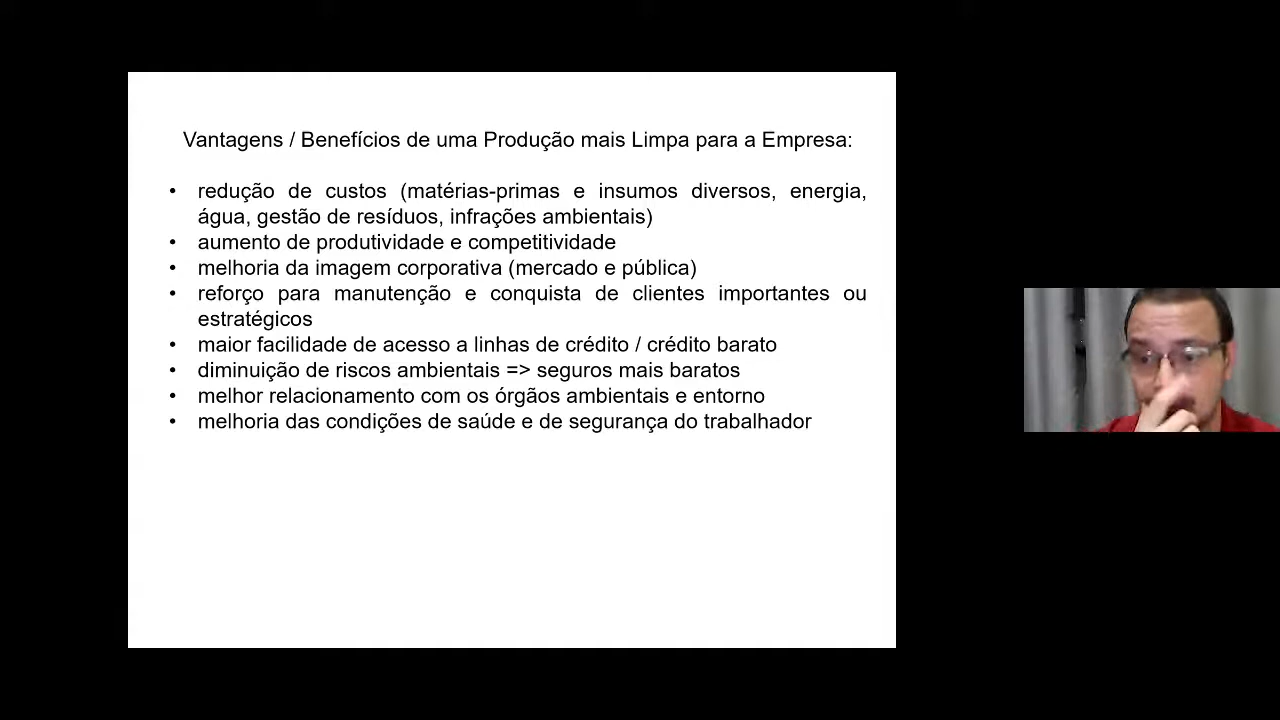 Vantagens / Benefícios de uma Produção mais Limpa para a Empresa:
• redução de custos (matérias-primas e insumos diversos, energia,
água, gestão de resíduos, infrações ambientais)
• aumento de produtividade e competitividade
• melhoria da imagem corporativa (mercado e pública)
• reforço para manutenção e conquista de clientes importantes ou
estratégicos
• maior facilidade de acesso a linhas de crédito / crédito barato
• diminuição de riscos ambientais => seguros mais baratos
• melhor relacionamento com os órgãos ambientais e entorno
• melhoria das condições de saúde e de segurança do trabalhador